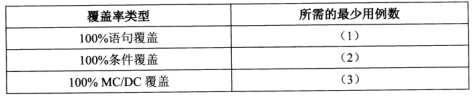 覆盖率类型 所需的最少用例数
100%语句覆盖 （1）
100%条件覆盖 （2）
100% MC/DC 覆盖 （3）